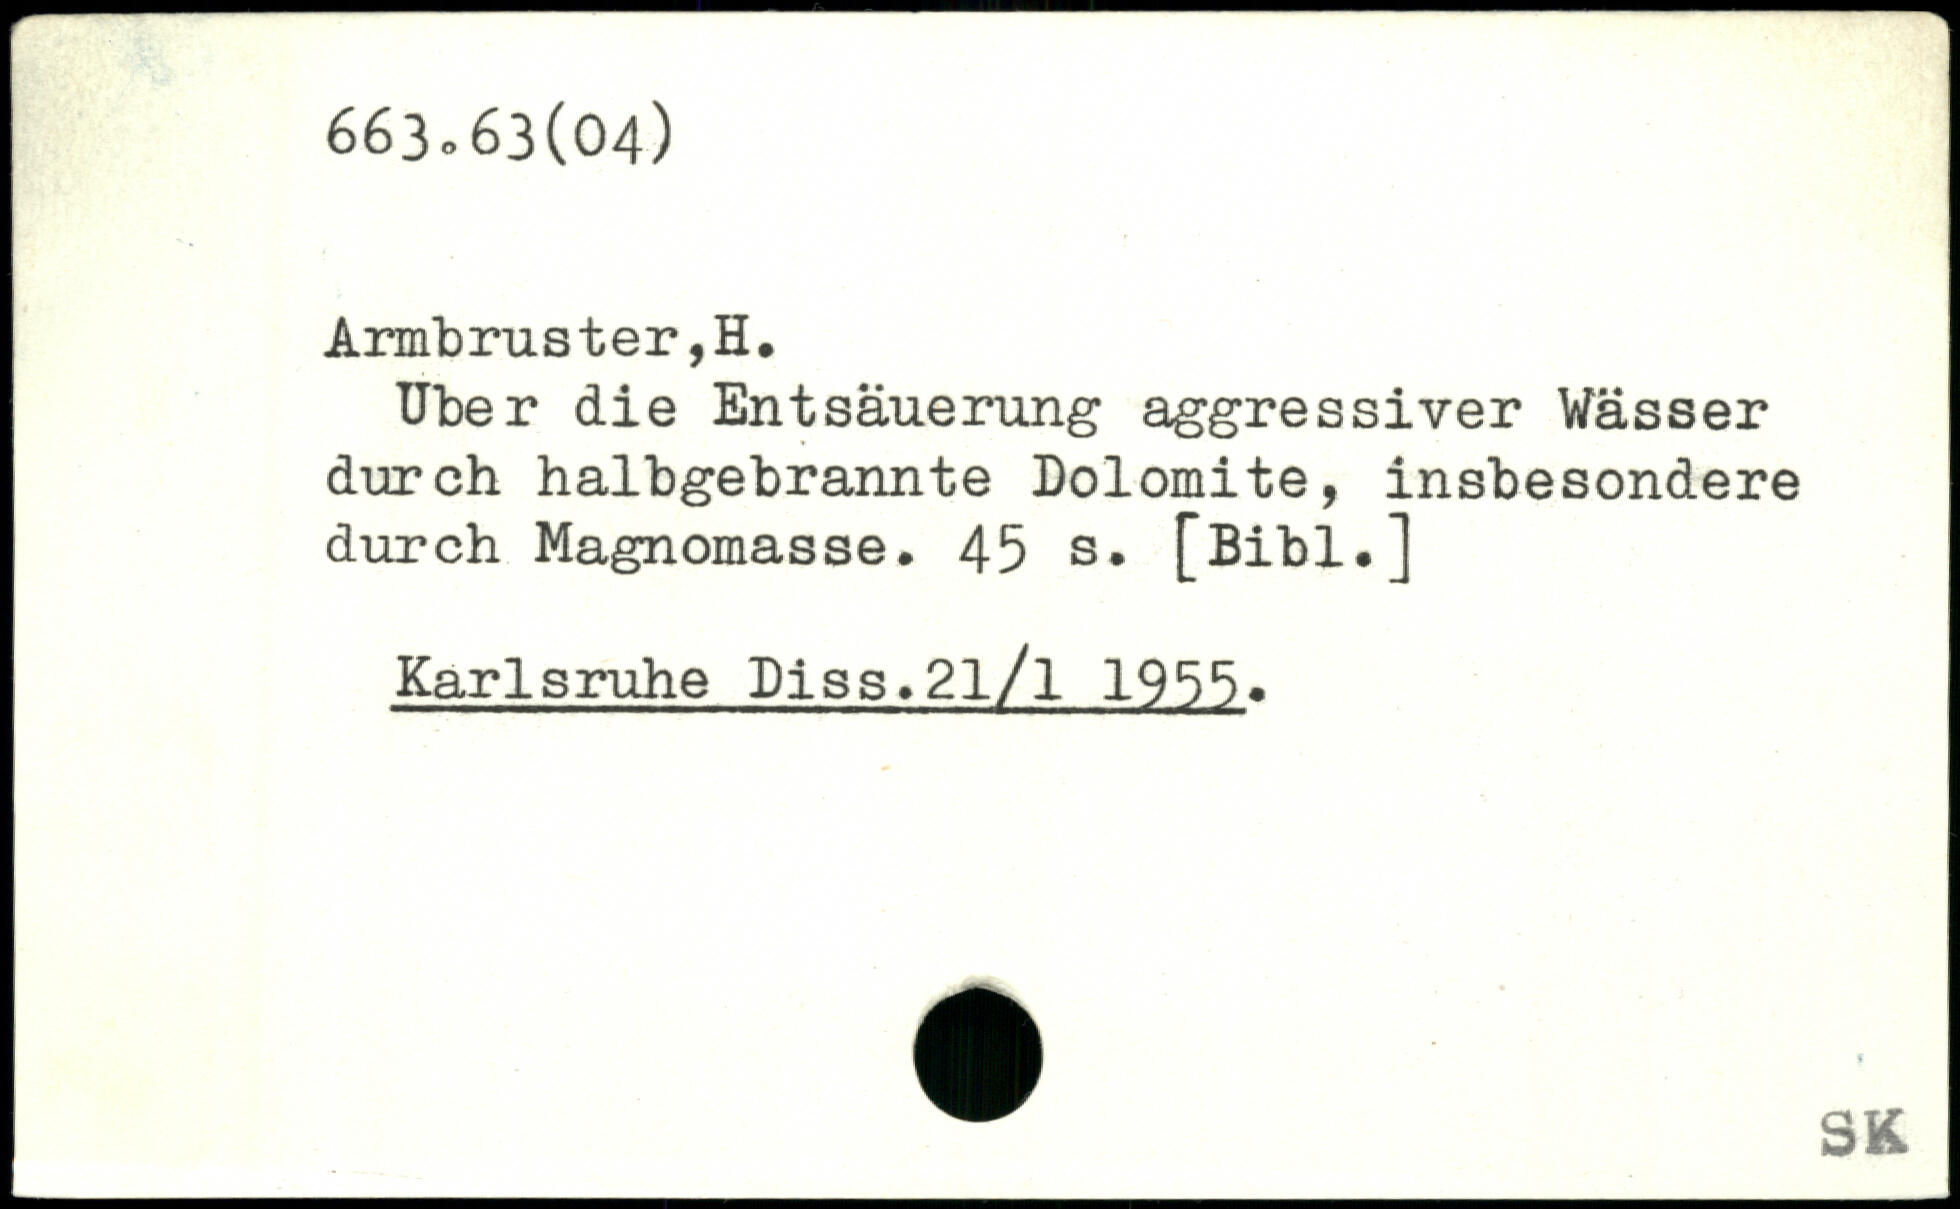 663.63(04)
Armbruster,H.
Über die Entsäuerung aggressiver Wässer
durch halbgebrannte Dolomite, insbesondere
durch Magnomasse. 45 s. [Bibl.]
Karlsruhe Diss.21/1 1955.
SK